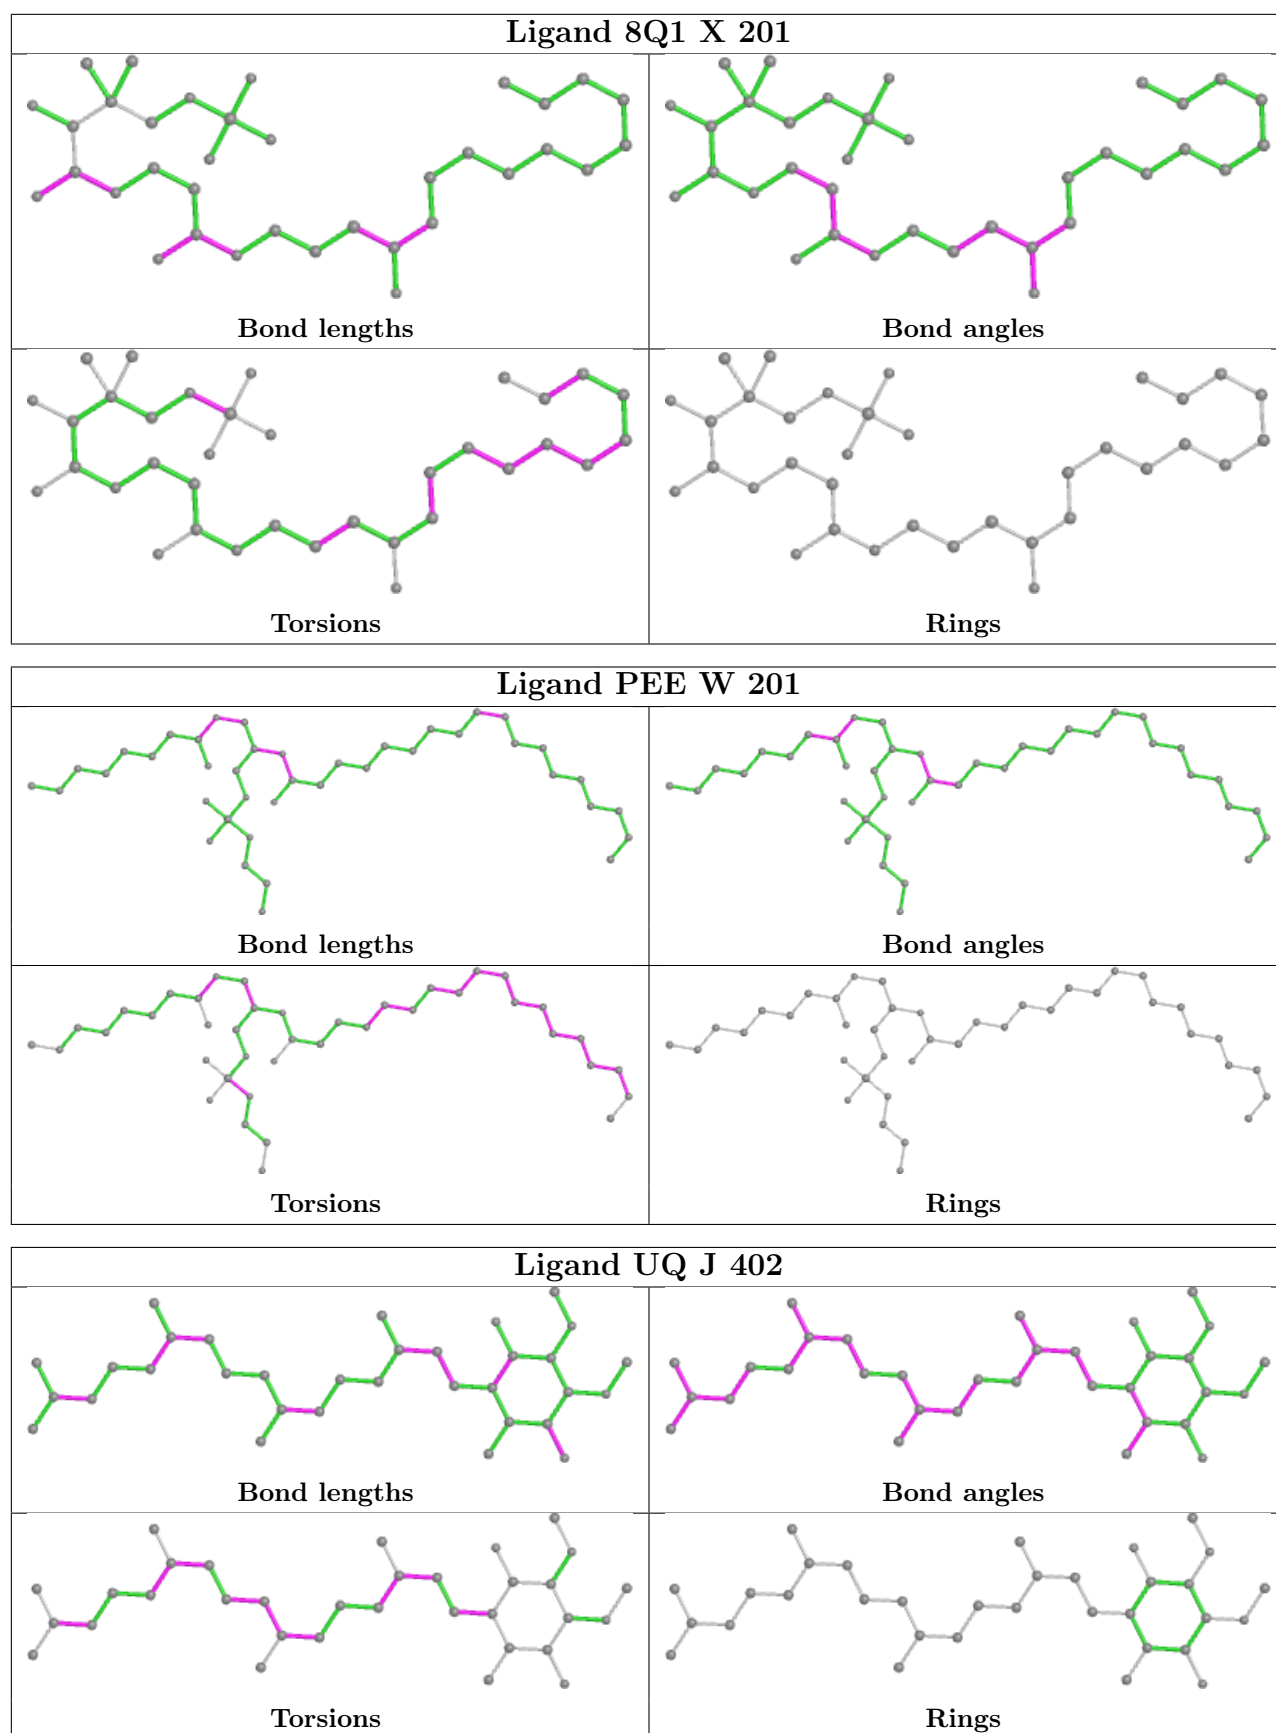 Ligand 8Q1 X 201
Bond lengths
Bond angles
Torsions
Rings
Ligand PEE W 201
Bond lengths
Bond angles
Torsions
Rings
Ligand UQ J 402
Bond lengths
Bond angles
Torsions
Rings